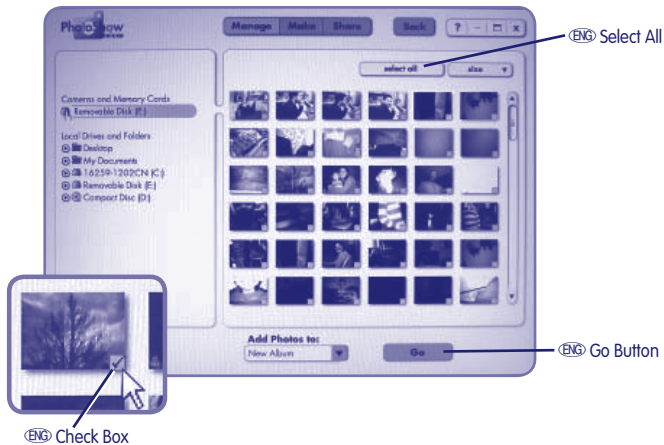 PhotoShow
Manage Make Share Back ? - x
ENG Select All
select all size
Cameras and Memory Cards
Removable Disk (E:)
Local Drives and Folders
Desktop
My Documents
16259-1202CN (C:)
Removable Disk (E:)
Compact Disc (D:)
Add Photos to:
New Album Go
ENG Go Button
ENG Check Box